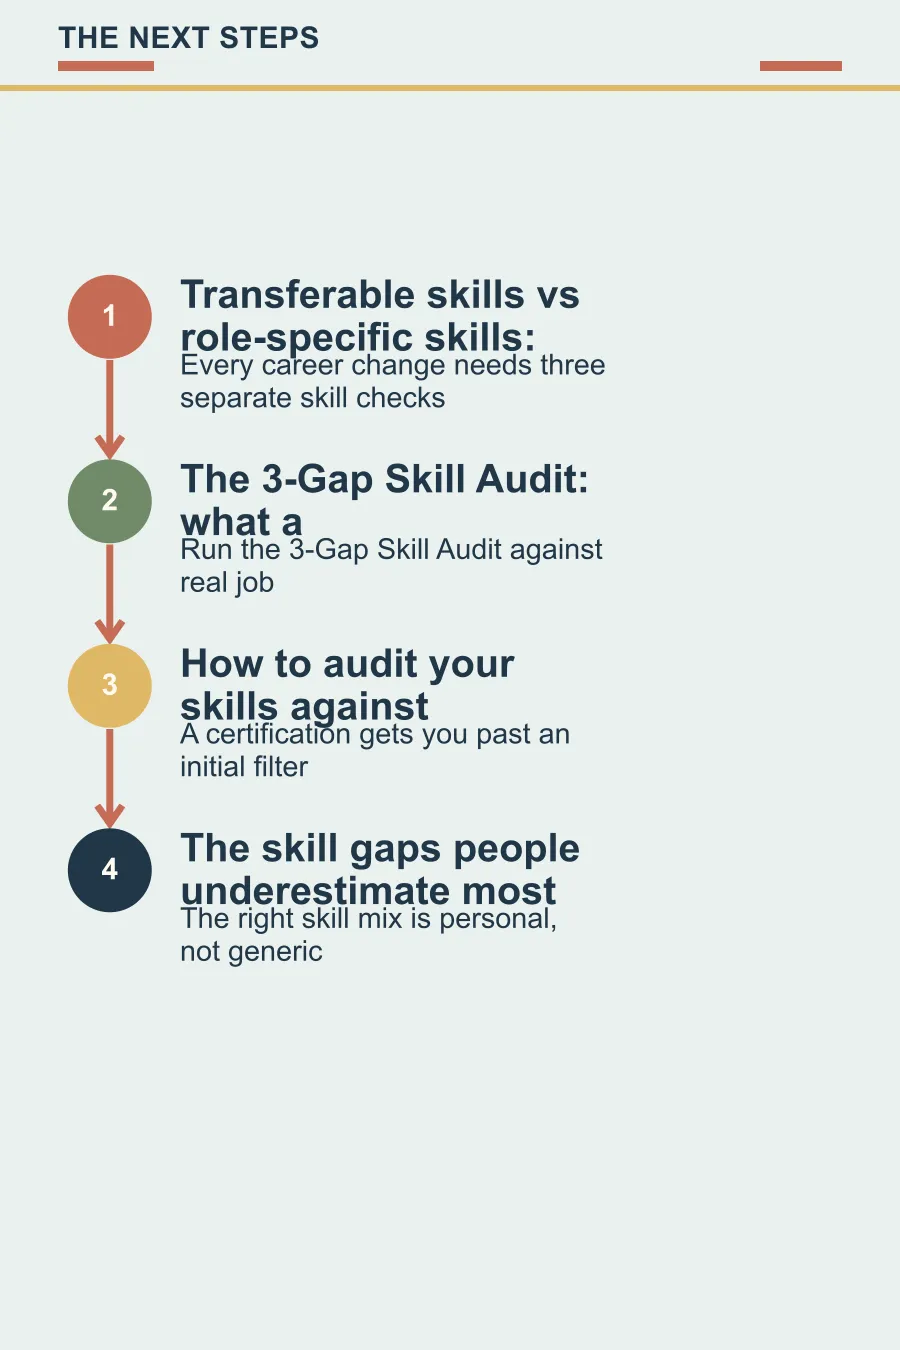 THE NEXT STEPS
1
Transferable skills vs
role-specific skills:
Every career change needs three
separate skill checks
2
The 3-Gap Skill Audit:
what a
Run the 3-Gap Skill Audit against
real job
3
How to audit your
skills against
A certification gets you past an
initial filter
4
The skill gaps people
underestimate most
The right skill mix is personal,
not generic